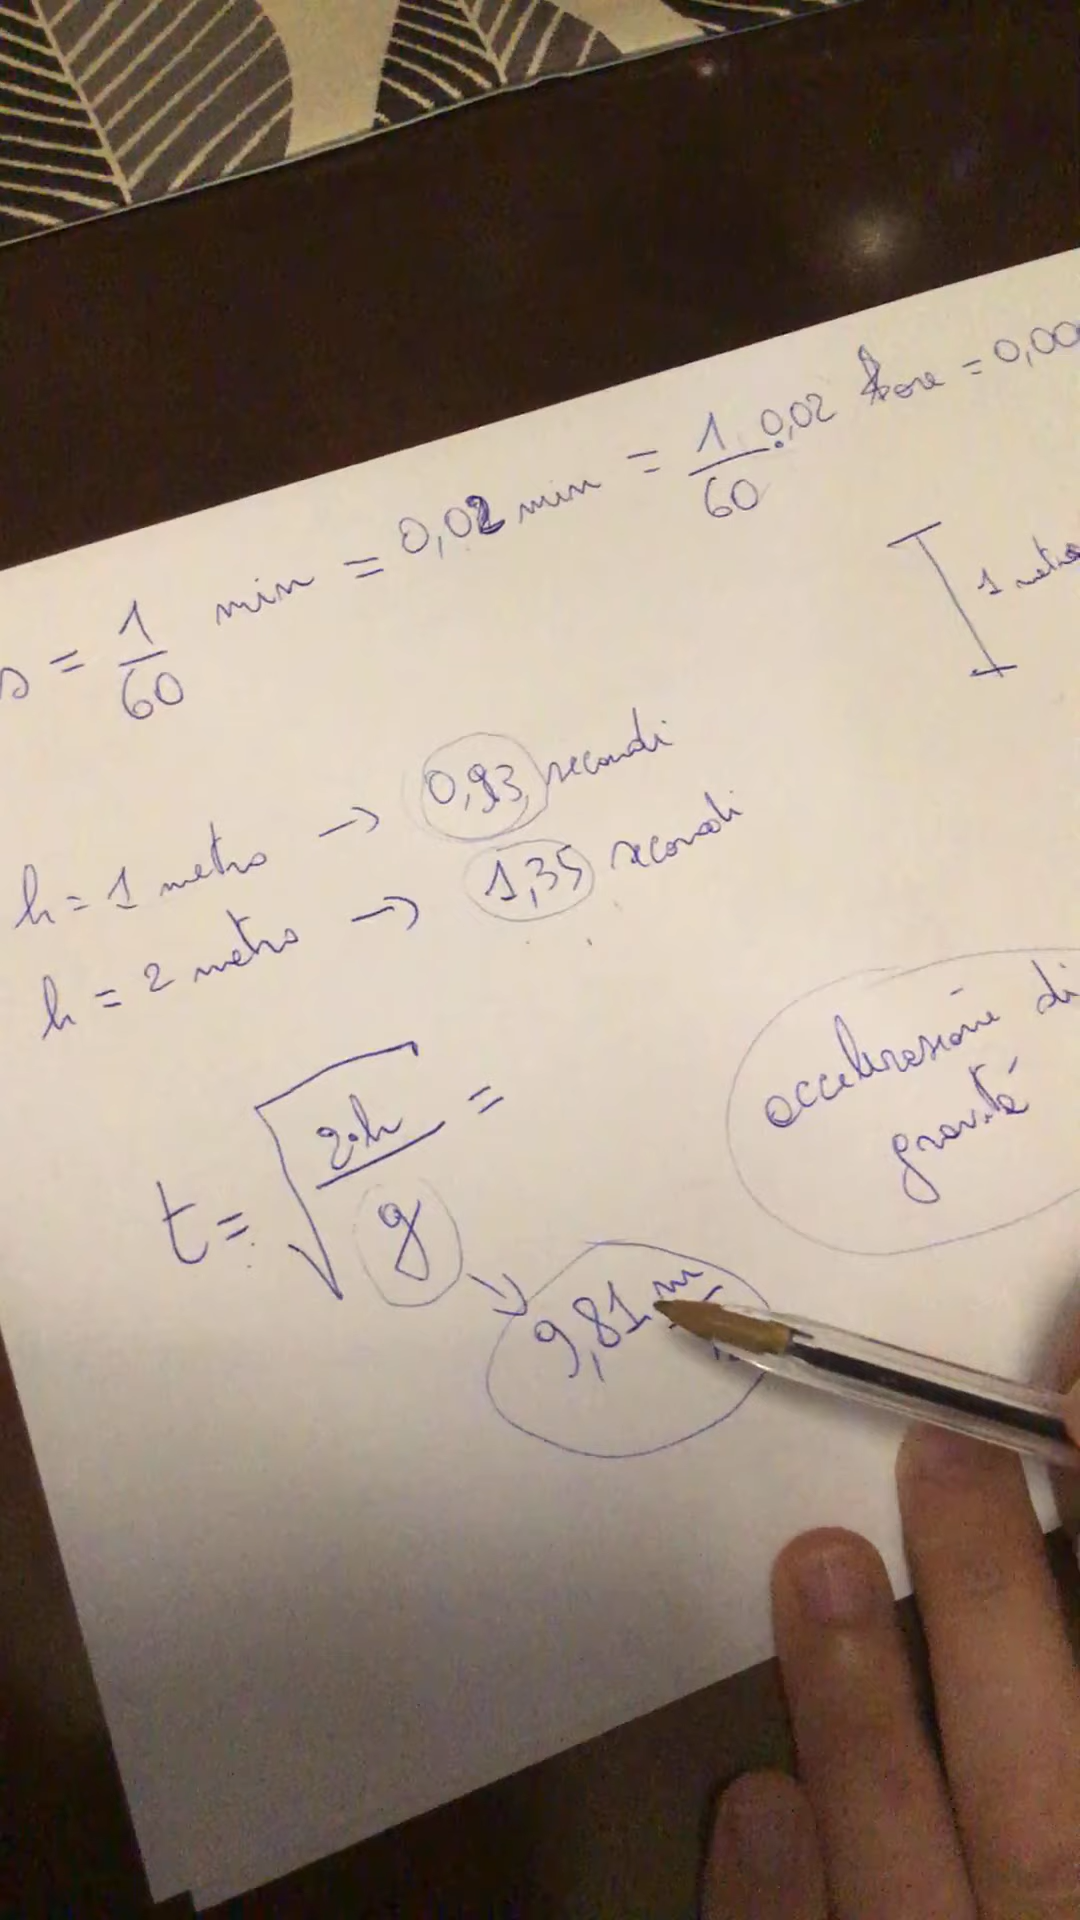 s = 1/60 min = 0,02 min = 1/60 · 0,02 ore = 0,00
1 metro
h = 1 metro → 0,93 secondi
h = 2 metro → 1,35 secondi
t = √(2·h/g) =
accelerazione di
gravità
9,81 m